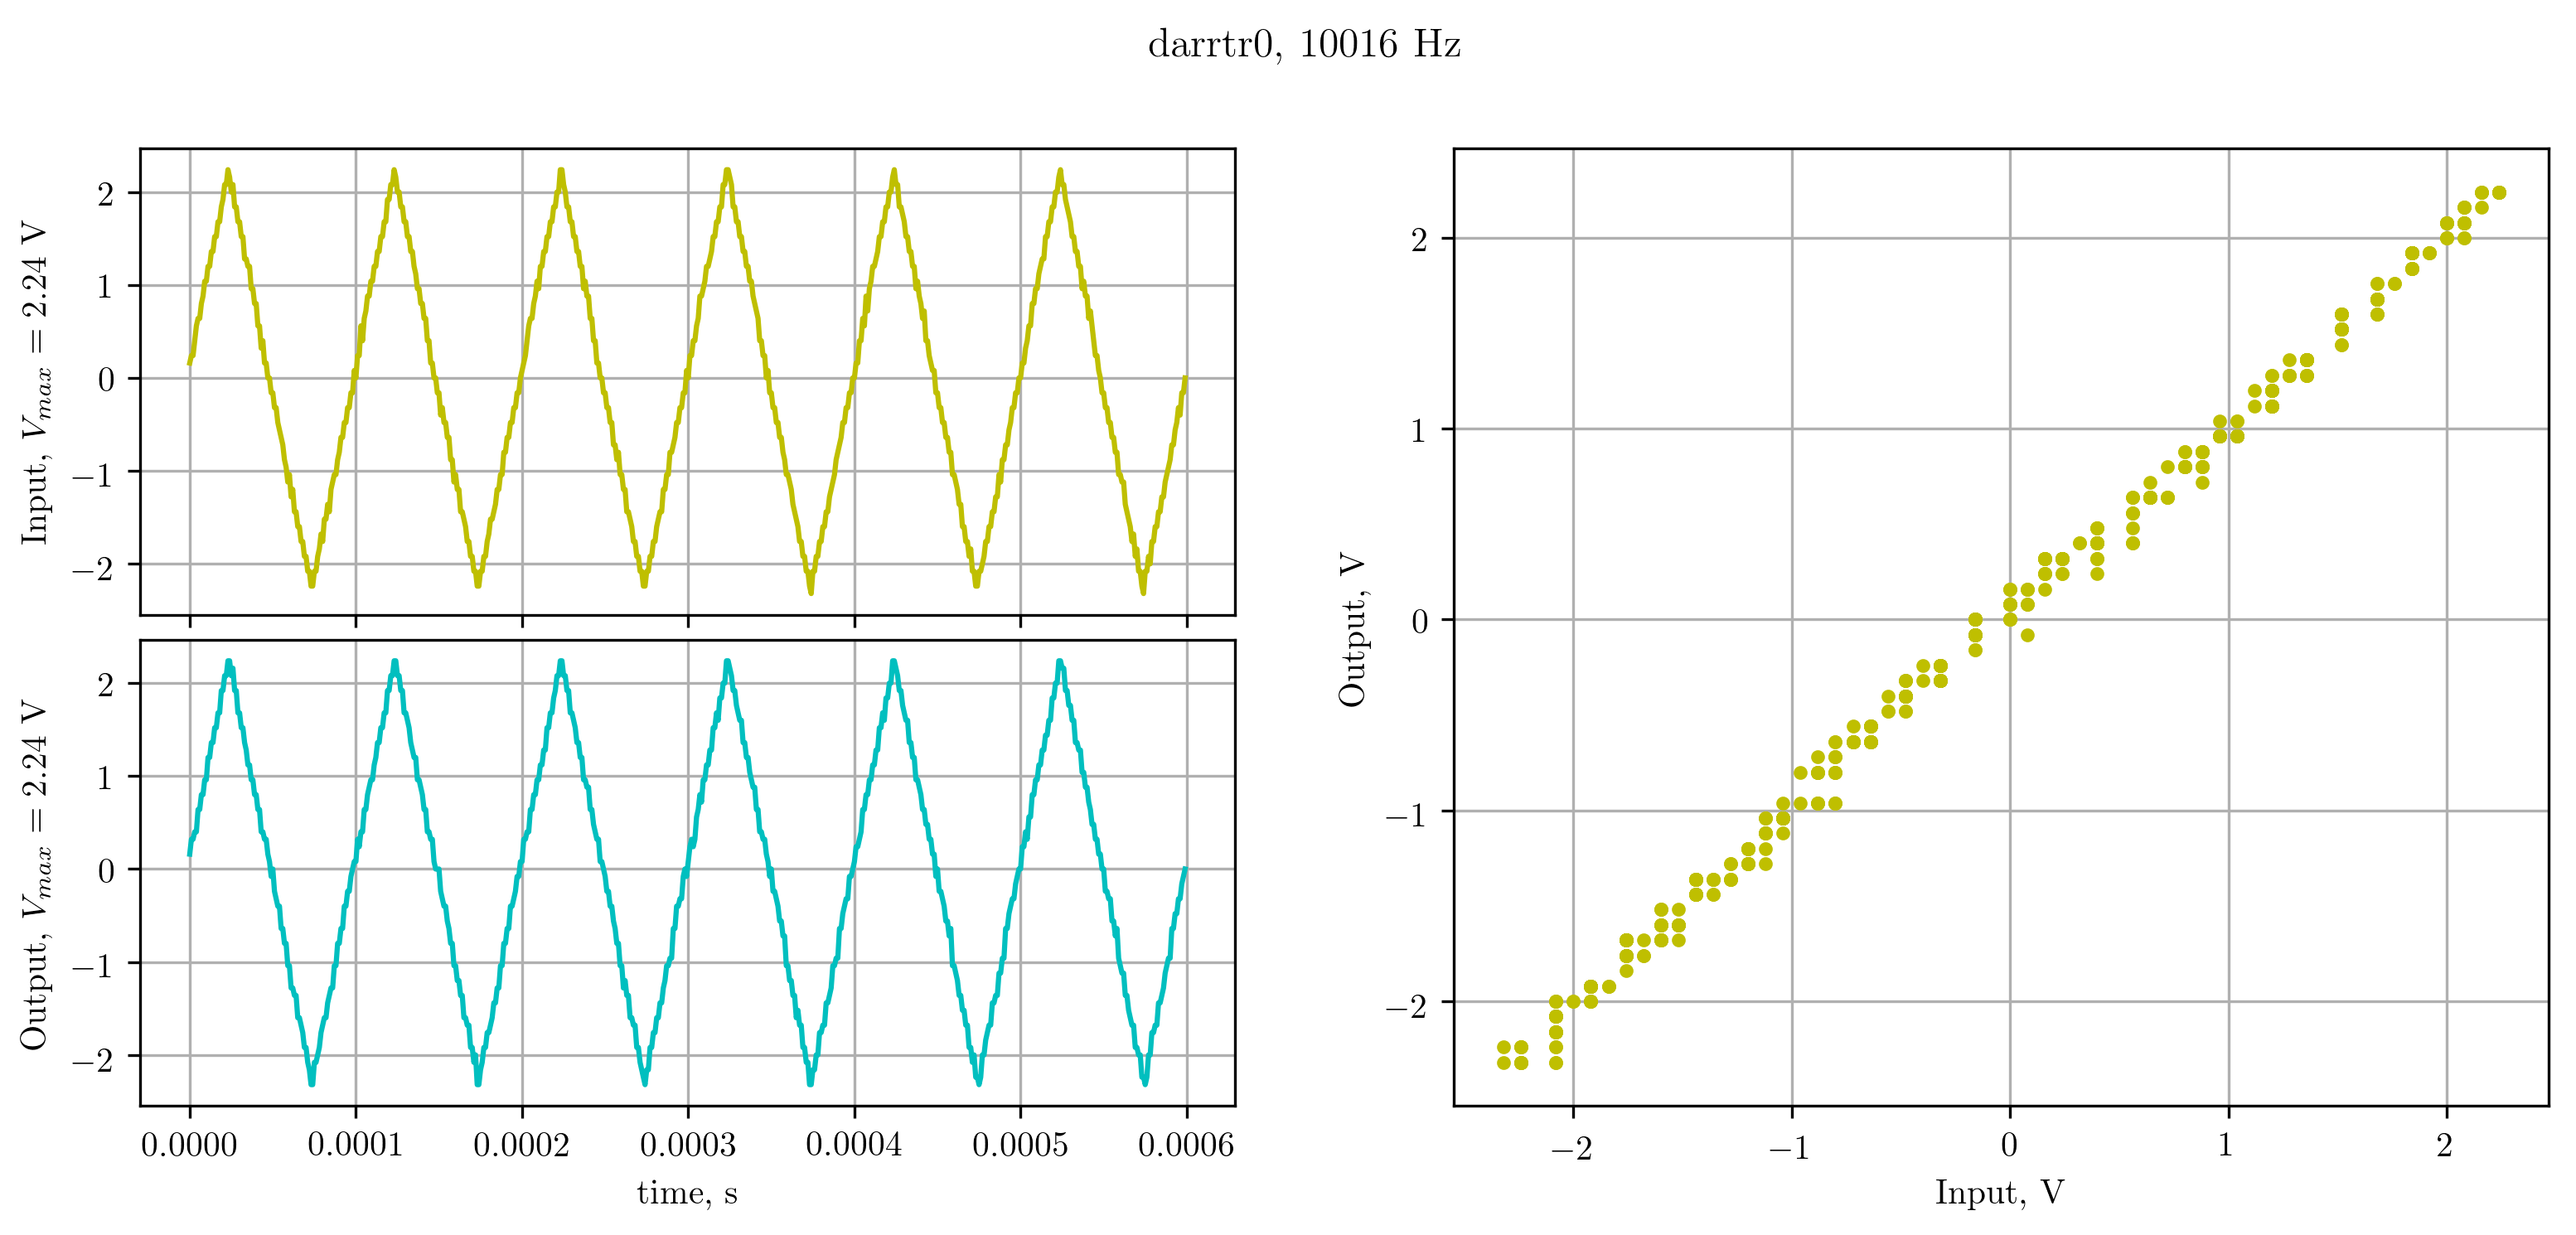 darrtr0, 10016 Hz
Input, V_max = 2.24 V
2
1
0
−1
−2
Output, V_max = 2.24 V
2
1
0
−1
−2
0.0000 0.0001 0.0002 0.0003 0.0004 0.0005 0.0006
time, s
Output, V
2
1
0
−1
−2
−2 −1 0 1 2
Input, V